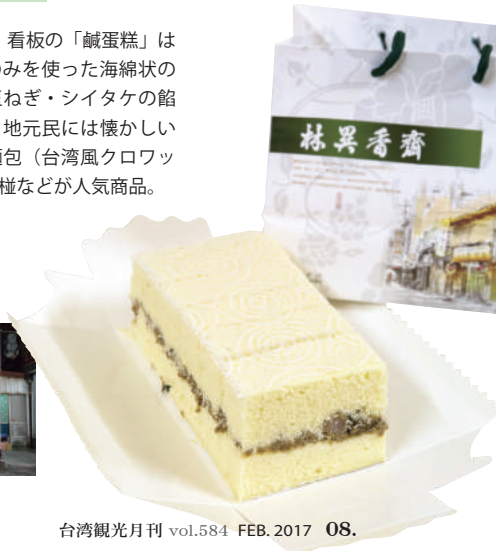 看板の「鹹蛋糕」は
みを使った海綿状の
ねぎ・シイタケの餡
地元民には懐かしい
包（台湾風クロワッ
などが人気商品。
林異香齋
台湾観光月刊 vol.584 FEB. 2017 08.